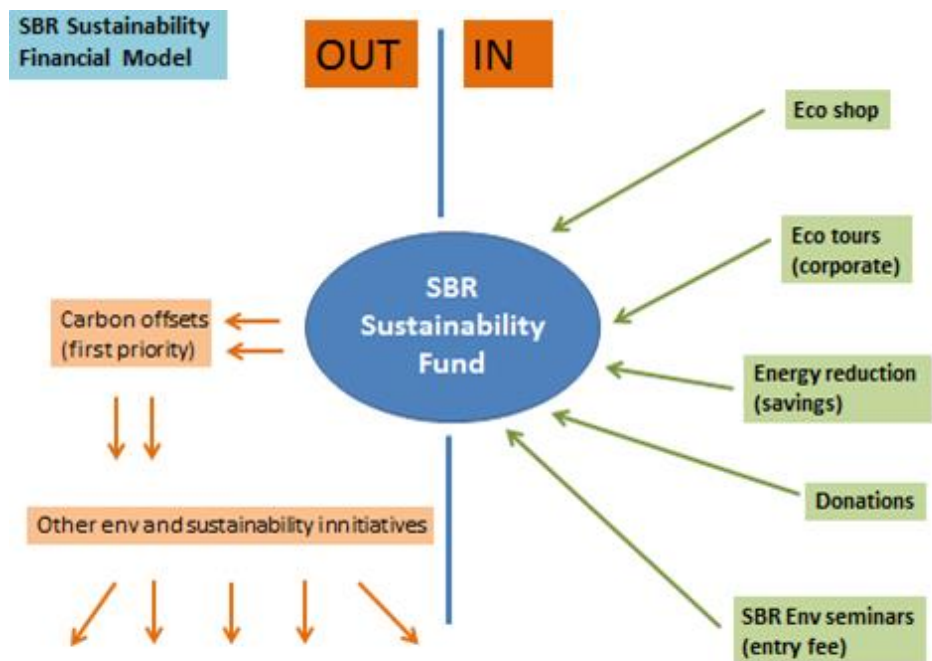 SBR Sustainability
Financial Model
OUT
IN
Eco shop
Eco tours
(corporate)
SBR
Sustainability
Fund
Carbon offsets
(first priority)
Energy reduction
(savings)
Donations
Other env and sustainability innitiatives
SBR Env seminars
(entry fee)